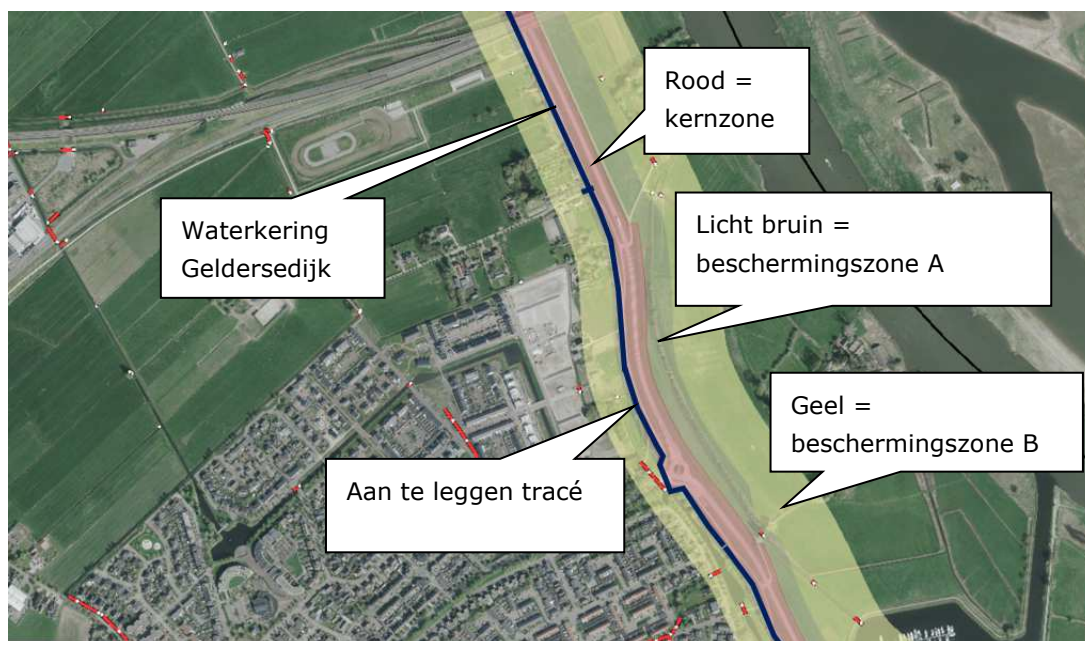 Rood =
kernzone
Waterkering
Geldersedijk
Licht bruin =
beschermingszone A
Geel =
beschermingszone B
Aan te leggen tracé